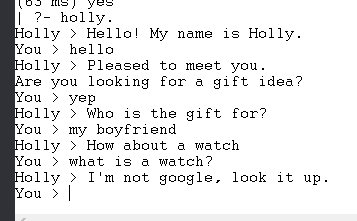 (63 ms) yes
| ?- holly.
Holly > Hello! My name is Holly.
You > hello
Holly > Pleased to meet you.
Are you looking for a gift idea?
You > yep
Holly > Who is the gift for?
You > my boyfriend
Holly > How about a watch
You > what is a watch?
Holly > I'm not google, look it up.
You > |